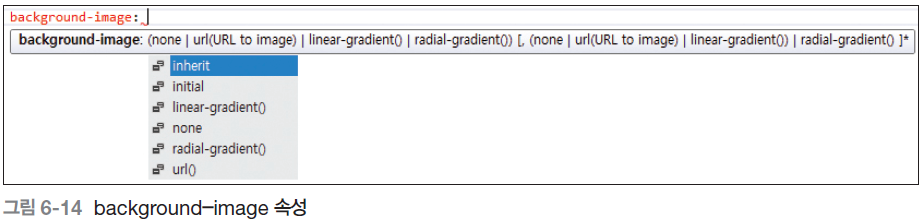 background-image:
background-image: (none | url(URL to image) | linear-gradient() | radial-gradient()) [, (none | url(URL to image) | linear-gradient()) | radial-gradient() ]*
inherit
initial
linear-gradient()
none
radial-gradient()
url()
그림 6-14 background-image 속성